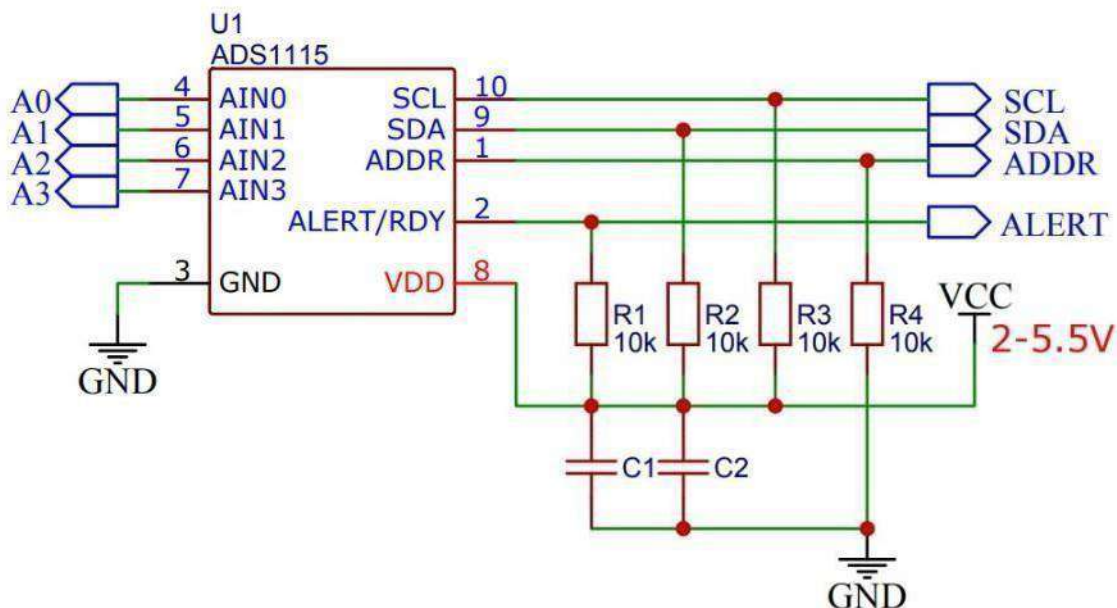 U1
ADS1115
A0 4 AIN0 SCL 10 SCL
A1 5 AIN1 SDA 9 SDA
A2 6 AIN2 ADDR 1 ADDR
A3 7 AIN3
ALERT/RDY 2 ALERT
3 GND VDD 8
VCC
2-5.5V
R1 R2 R3 R4
10k 10k 10k 10k
GND
C1 C2
GND